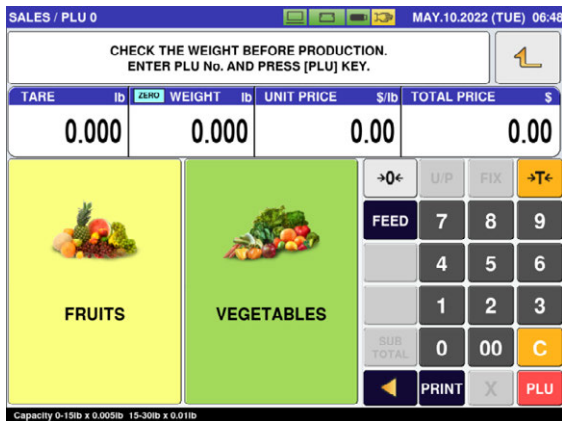 SALES / PLU 0
MAY.10.2022 (TUE) 06:48
CHECK THE WEIGHT BEFORE PRODUCTION.
ENTER PLU No. AND PRESS [PLU] KEY.
TARE lb ZERO WEIGHT lb UNIT PRICE $/lb TOTAL PRICE $
0.000 0.000 0.00 0.00
→0← U/P FIX →T←
FEED 7 8 9
4 5 6
FRUITS VEGETABLES 1 2 3
SUB TOTAL 0 00 C
PRINT X PLU
Capacity 0-15lb x 0.005lb 15-30lb x 0.01lb